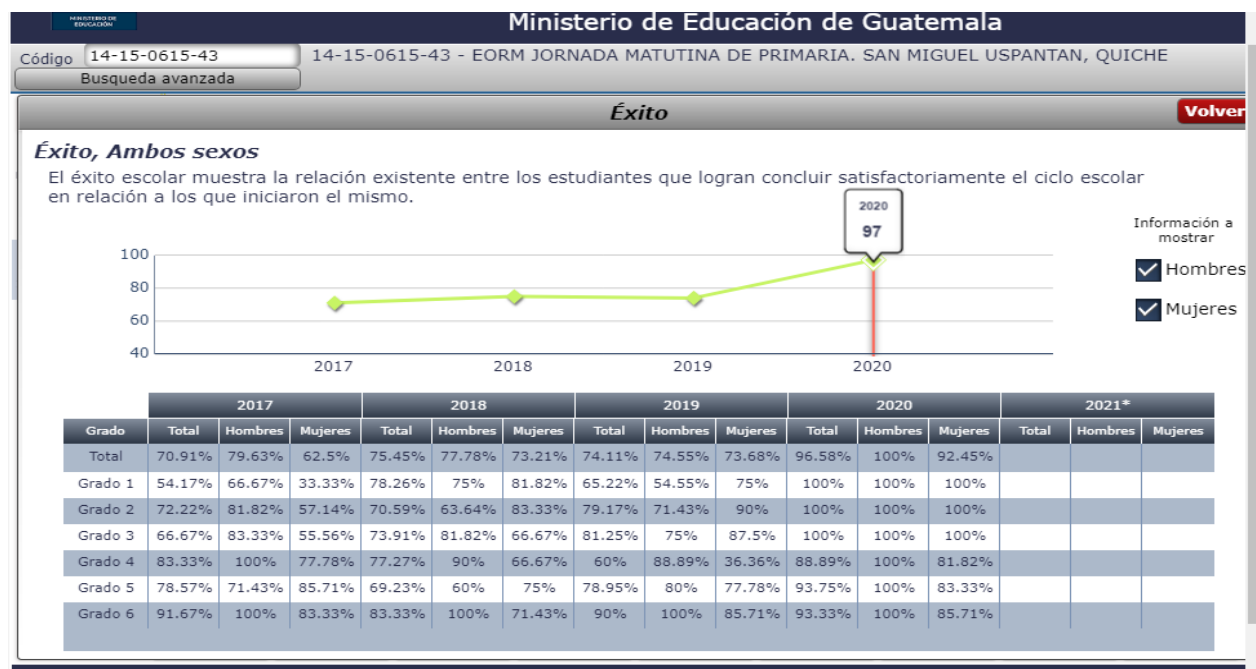 MINISTERIO DE
EDUCACIÓN
Ministerio de Educación de Guatemala
Código 14-15-0615-43 14-15-0615-43 - EORM JORNADA MATUTINA DE PRIMARIA. SAN MIGUEL USPANTAN, QUICHE
Busqueda avanzada
Éxito Volver
Éxito, Ambos sexos
El éxito escolar muestra la relación existente entre los estudiantes que logran concluir satisfactoriamente el ciclo escolar
en relación a los que iniciaron el mismo.
2020
97
Información a
mostrar
Hombres
Mujeres
100
80
60
40
2017 2018 2019 2020
2017 2018 2019 2020 2021*
Grado Total Hombres Mujeres Total Hombres Mujeres Total Hombres Mujeres Total Hombres Mujeres Total Hombres Mujeres
Total 70.91% 79.63% 62.5% 75.45% 77.78% 73.21% 74.11% 74.55% 73.68% 96.58% 100% 92.45%
Grado 1 54.17% 66.67% 33.33% 78.26% 75% 81.82% 65.22% 54.55% 75% 100% 100% 100%
Grado 2 72.22% 81.82% 57.14% 70.59% 63.64% 83.33% 79.17% 71.43% 90% 100% 100% 100%
Grado 3 66.67% 83.33% 55.56% 73.91% 81.82% 66.67% 81.25% 75% 87.5% 100% 100% 100%
Grado 4 83.33% 100% 77.78% 77.27% 90% 66.67% 60% 88.89% 36.36% 88.89% 100% 81.82%
Grado 5 78.57% 71.43% 85.71% 69.23% 60% 75% 78.95% 80% 77.78% 93.75% 100% 83.33%
Grado 6 91.67% 100% 83.33% 83.33% 100% 71.43% 90% 100% 85.71% 93.33% 100% 85.71%